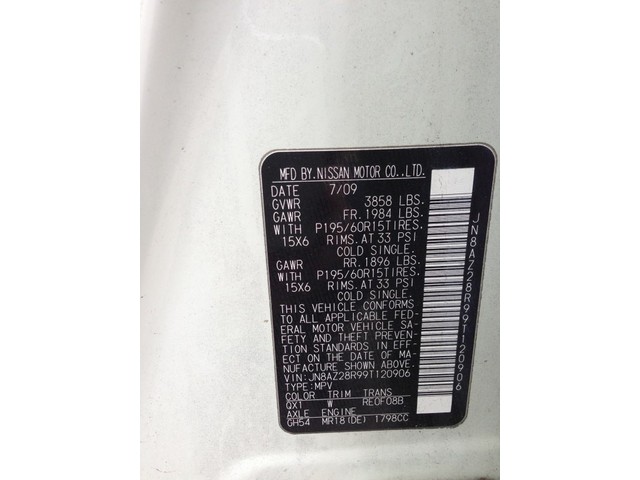 MFD BY.NISSAN MOTOR CO.,LTD.
DATE 7/09
GVWR 3858 LBS.
GAWR FR.1984 LBS.
WITH P195/60R15TIRES,
15X6 RIMS.AT 33 PSI
COLD SINGLE.
GAWR RR.1896 LBS.
WITH P195/60R15TIRES,
15X6 RIMS.AT 33 PSI
COLD SINGLE.
THIS VEHICLE CONFORMS
TO ALL APPLICABLE FED-
ERAL MOTOR VEHICLE SA-
FETY AND THEFT PREVEN-
TION STANDARDS IN EFF-
ECT ON THE DATE OF MA-
NUFACTURE SHOWN ABOVE.
VIN:JN8AZ28R99T120906
TYPE:MPV
COLOR TRIM TRANS
QX1 W RE0F08B
AXLE ENGINE
GH54 MR18(DE) 1798CC
JN8AZ28R99T120906